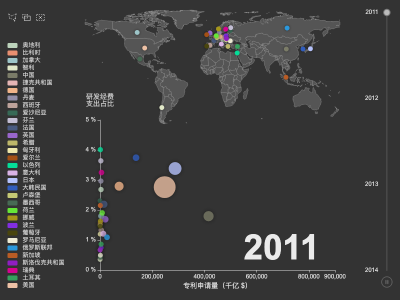 2011
2012
2013
2014
奥地利
比利时
加拿大
智利
中国
捷克共和国
德国
丹麦
西班牙
爱沙尼亚
芬兰
法国
英国
希腊
匈牙利
爱尔兰
以色列
意大利
日本
大韩民国
卢森堡
墨西哥
荷兰
挪威
波兰
葡萄牙
罗马尼亚
俄罗斯联邦
新加坡
斯洛伐克共和国
瑞典
土耳其
美国
研发经费
支出占比
5 %
4 %
3 %
2 %
1 %
0 %
0
200,000
400,000
600,000
800,000
900,000
专利申请量（千亿 $）
2011